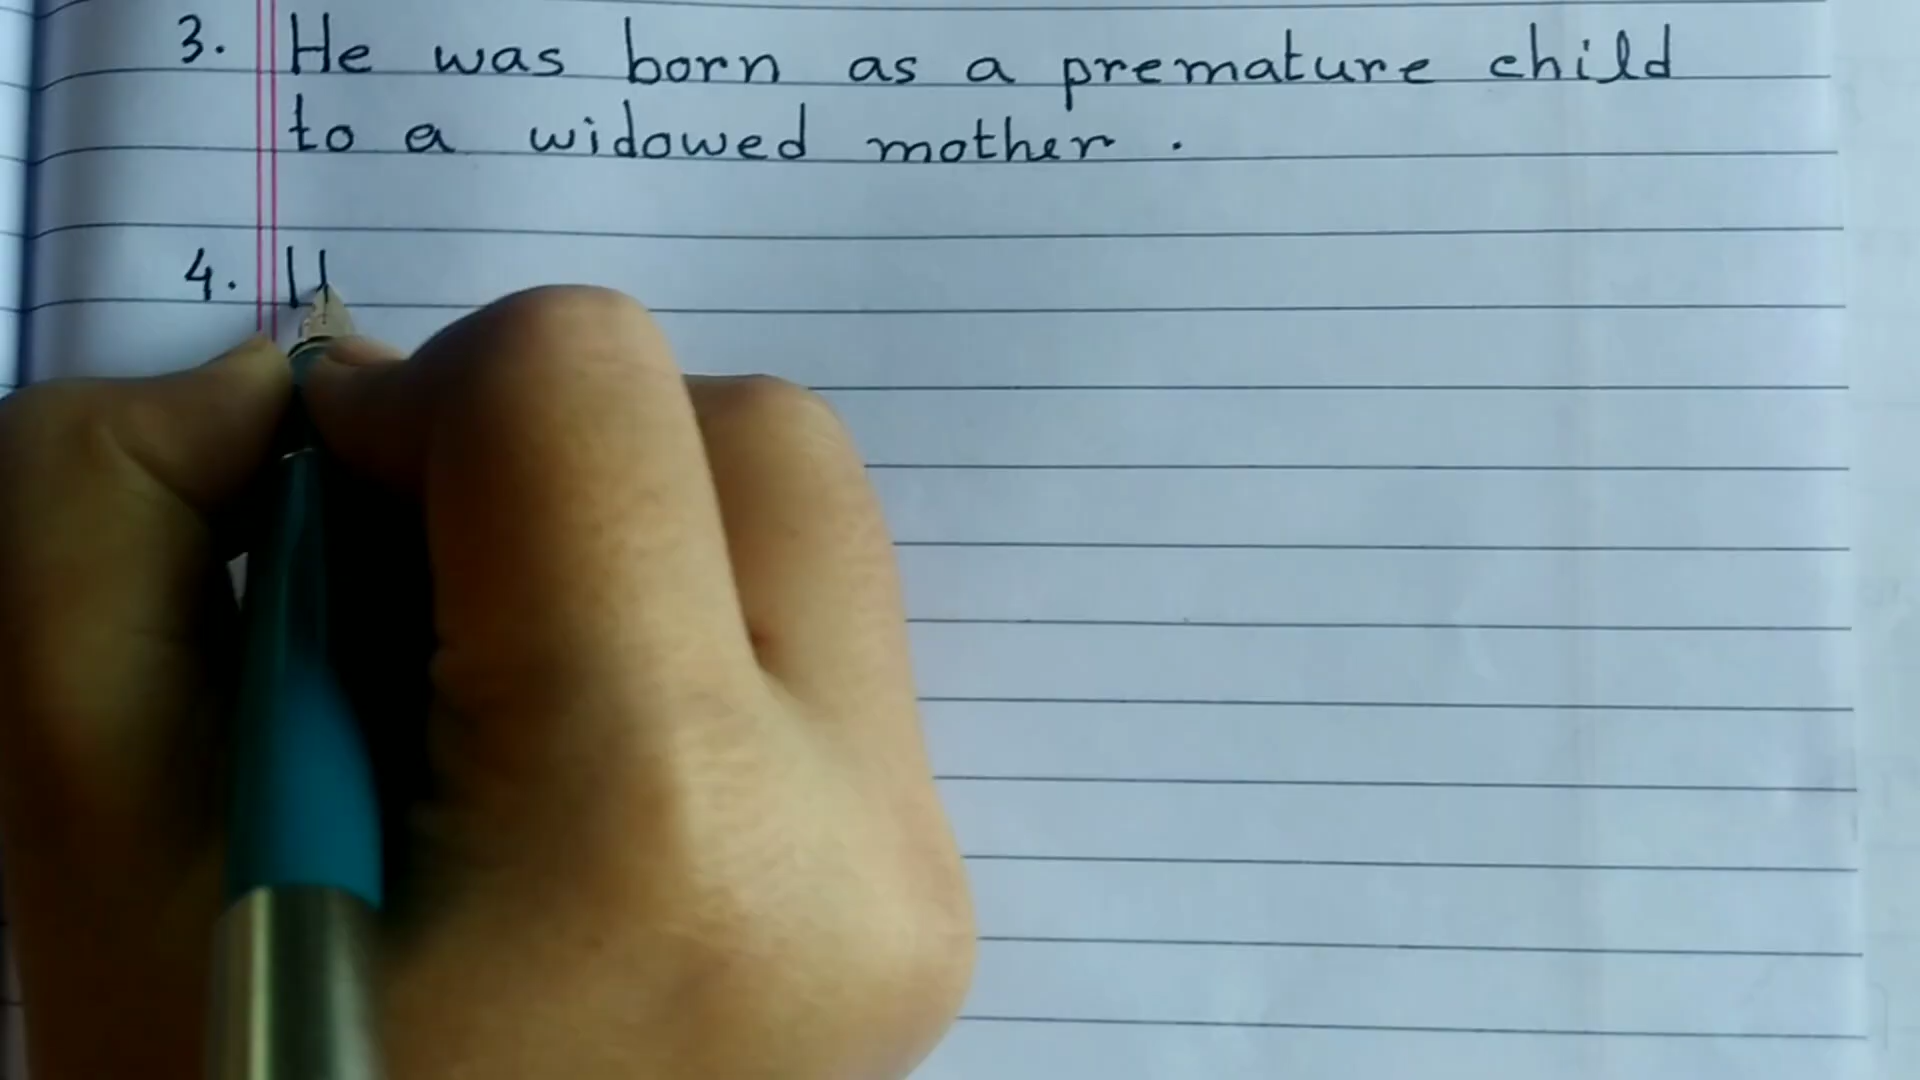 3. He was born as a premature child
to a widowed mother.
4.